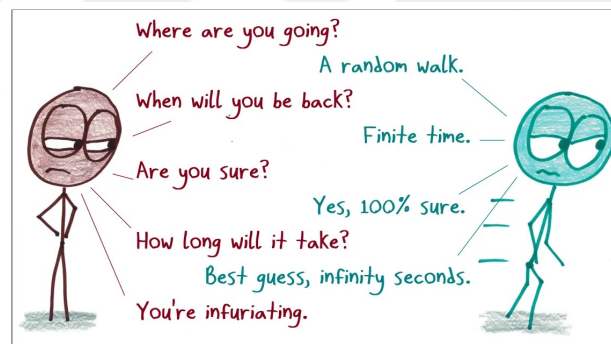 Where are you going?
A random walk.
When will you be back?
Finite time.
Are you sure?
Yes, 100% sure.
How long will it take?
Best guess, infinity seconds.
You're infuriating.